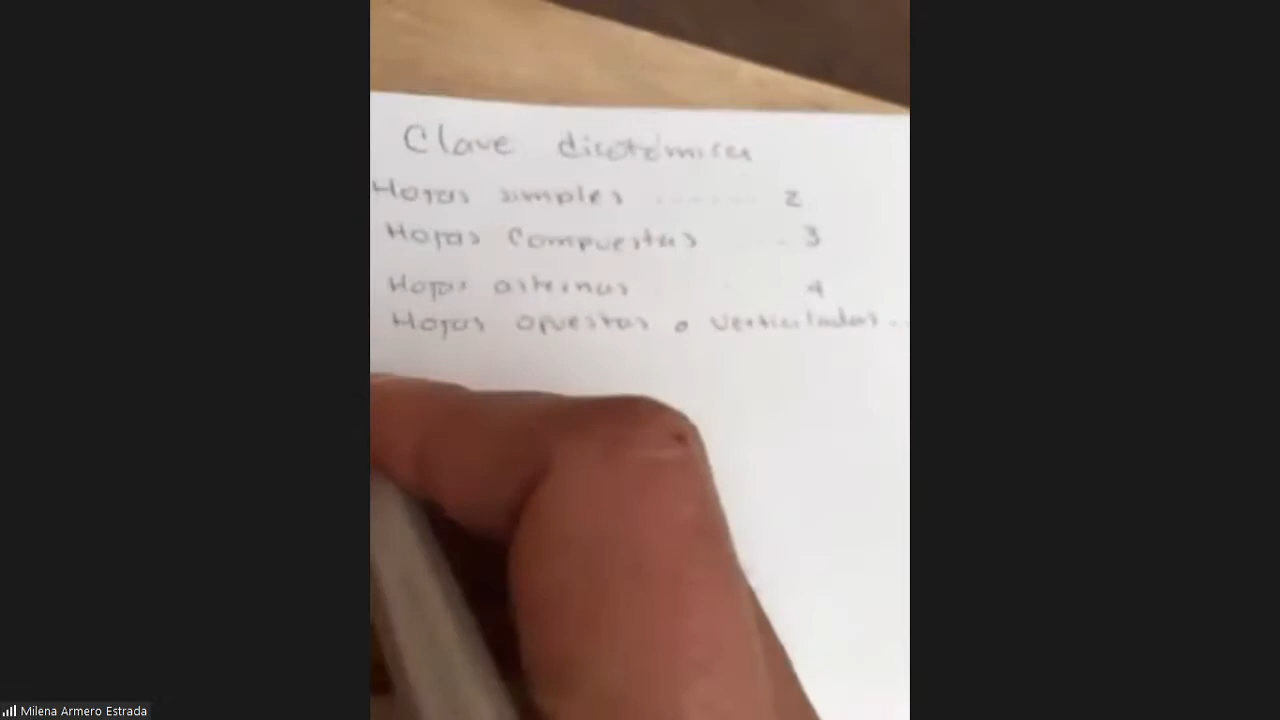 Clave dicotómica
Hojas simples ........ 2
Hojas Compuestas . 3
Hojas alternas . 4
Hojas opuestas o verticiladas..
Milena Armero Estrada